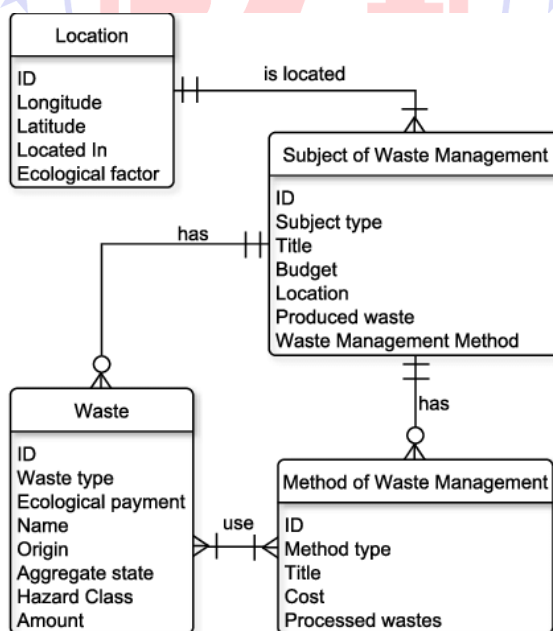 Location
ID
Longitude
Latitude
Located In
Ecological factor
is located
Subject of Waste Management
ID
Subject type
Title
Budget
Location
Produced waste
Waste Management Method
has
has
Waste
ID
Waste type
Ecological payment
Name
Origin
Aggregate state
Hazard Class
Amount
use
Method of Waste Management
ID
Method type
Title
Cost
Processed wastes